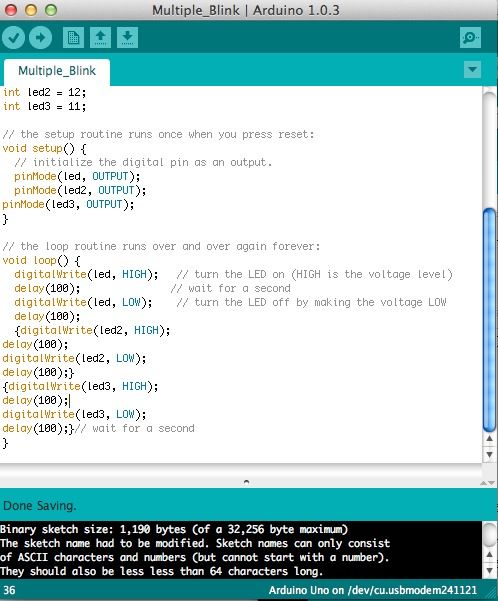 Multiple_Blink | Arduino 1.0.3
Multiple_Blink
int led2 = 12;
int led3 = 11;
// the setup routine runs once when you press reset:
void setup() {
// initialize the digital pin as an output.
pinMode(led, OUTPUT);
pinMode(led2, OUTPUT);
pinMode(led3, OUTPUT);
}
// the loop routine runs over and over again forever:
void loop() {
digitalWrite(led, HIGH); // turn the LED on (HIGH is the voltage level)
delay(100); // wait for a second
digitalWrite(led, LOW); // turn the LED off by making the voltage LOW
delay(100);
{digitalWrite(led2, HIGH);
delay(100);
digitalWrite(led2, LOW);
delay(100);}
{digitalWrite(led3, HIGH);
delay(100);
digitalWrite(led3, LOW);
delay(100);}// wait for a second
}
Done Saving.
Binary sketch size: 1,190 bytes (of a 32,256 byte maximum)
The sketch name had to be modified. Sketch names can only consist
of ASCII characters and numbers (but cannot start with a number).
They should also be less less than 64 characters long.
36
Arduino Uno on /dev/cu.usbmodem241121